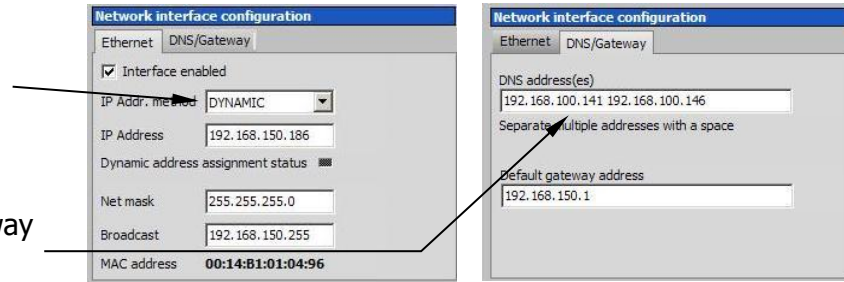 Network interface configuration
Ethernet DNS/Gateway
Interface enabled
IP Addr. method DYNAMIC
IP Address 192.168.150.186
Dynamic address assignment status
Net mask 255.255.255.0
Broadcast 192.168.150.255
MAC address 00:14:B1:01:04:96
way
Network interface configuration
Ethernet DNS/Gateway
DNS address(es)
192.168.100.141 192.168.100.146
Separate multiple addresses with a space
Default gateway address
192.168.150.1